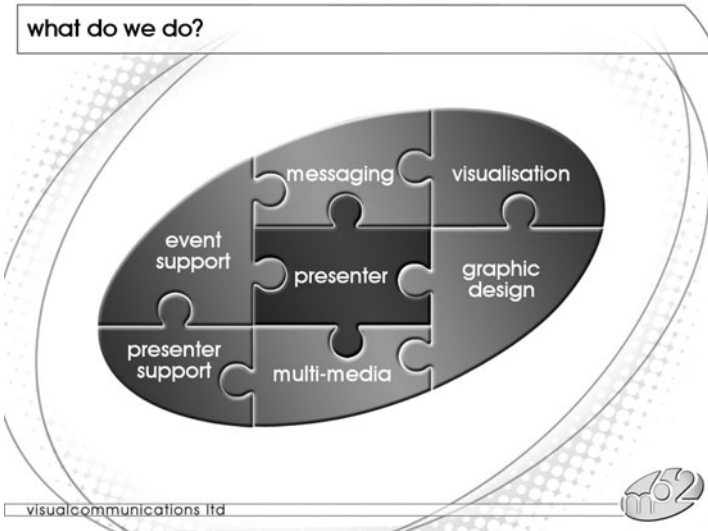 what do we do?
messaging
visualisation
event
support
presenter
graphic
design
presenter
support
multi-media
visualcommunications ltd
m62